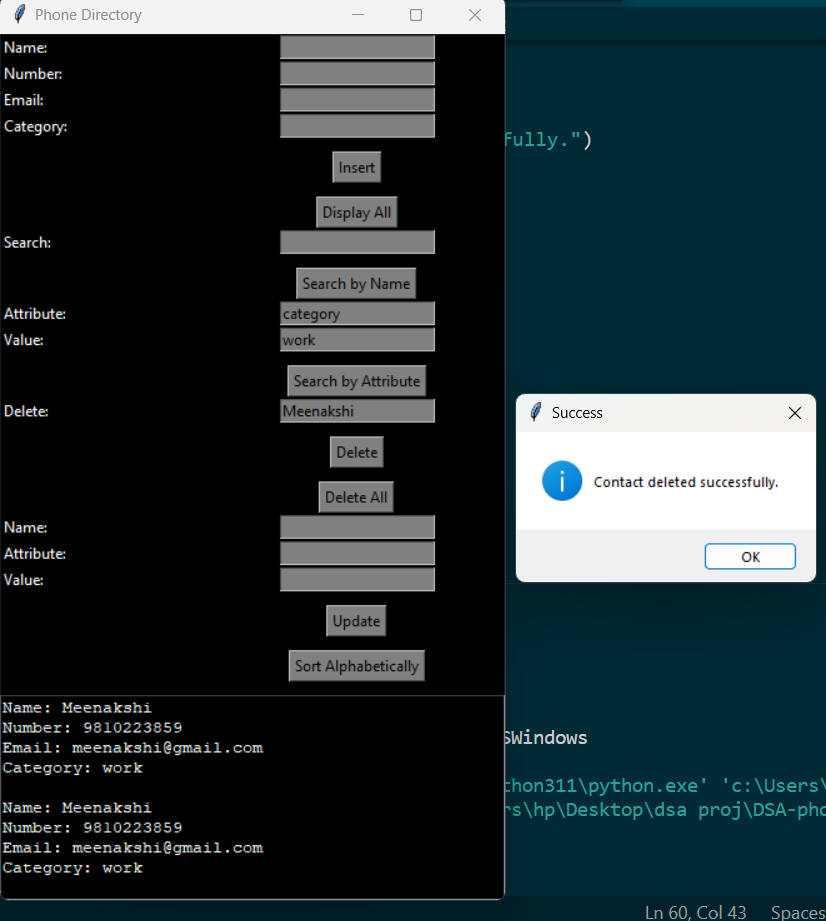 Phone Directory
Name:
Number:
Email:
Category:
fully.")
Insert
Display All
Search:
Search by Name
Attribute: category
Value: work
Search by Attribute
Delete: Meenakshi
Delete
Delete All
Name:
Attribute:
Value:
Update
Sort Alphabetically
Name: Meenakshi
Number: 9810223859
Email: meenakshi@gmail.com
Category: work
Name: Meenakshi
Number: 9810223859
Email: meenakshi@gmail.com
Category: work
Success
Contact deleted successfully.
OK
SWindows
thon311\python.exe' 'c:\Users\
rs\hp\Desktop\dsa proj\DSA-pho
Ln 60, Col 43 Spaces